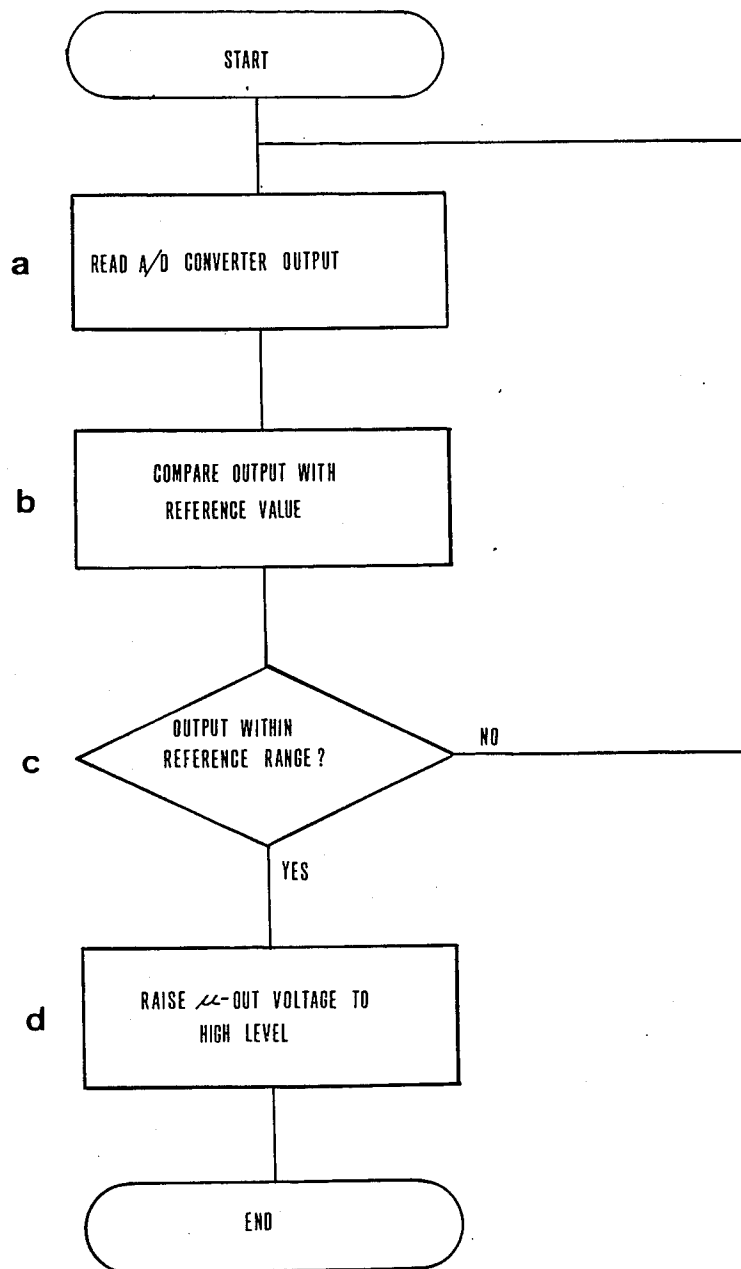 START
a
READ A/D CONVERTER OUTPUT
b
COMPARE OUTPUT WITH
REFERENCE VALUE
c
OUTPUT WITHIN
REFERENCE RANGE?
NO
YES
d
RAISE μ-OUT VOLTAGE TO
HIGH LEVEL
END